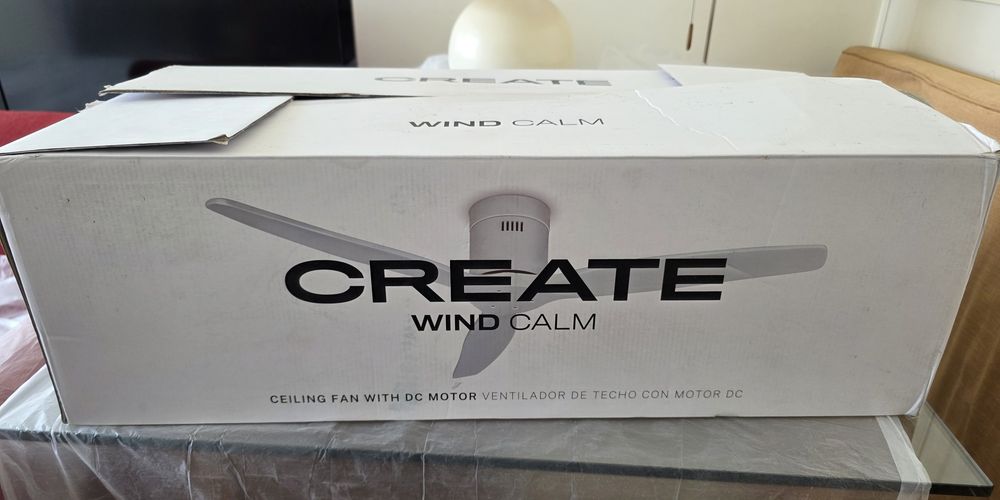 CREATE
WIND CALM
CREATE
WIND CALM
CEILING FAN WITH DC MOTOR VENTILADOR DE TECHO CON MOTOR DC